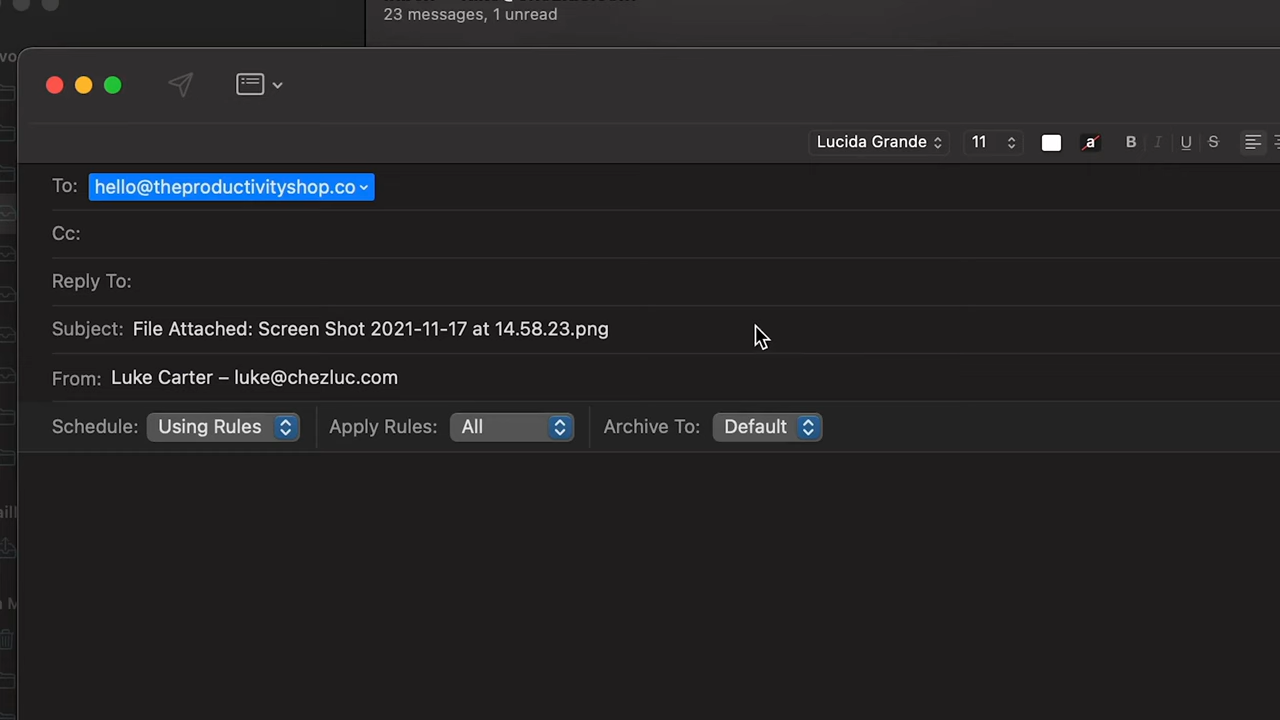 23 messages, 1 unread
Lucida Grande 11 a B I U S
To: hello@theproductivityshop.co
Cc:
Reply To:
Subject: File Attached: Screen Shot 2021-11-17 at 14.58.23.png
From: Luke Carter – luke@chezluc.com
Schedule: Using Rules Apply Rules: All Archive To: Default